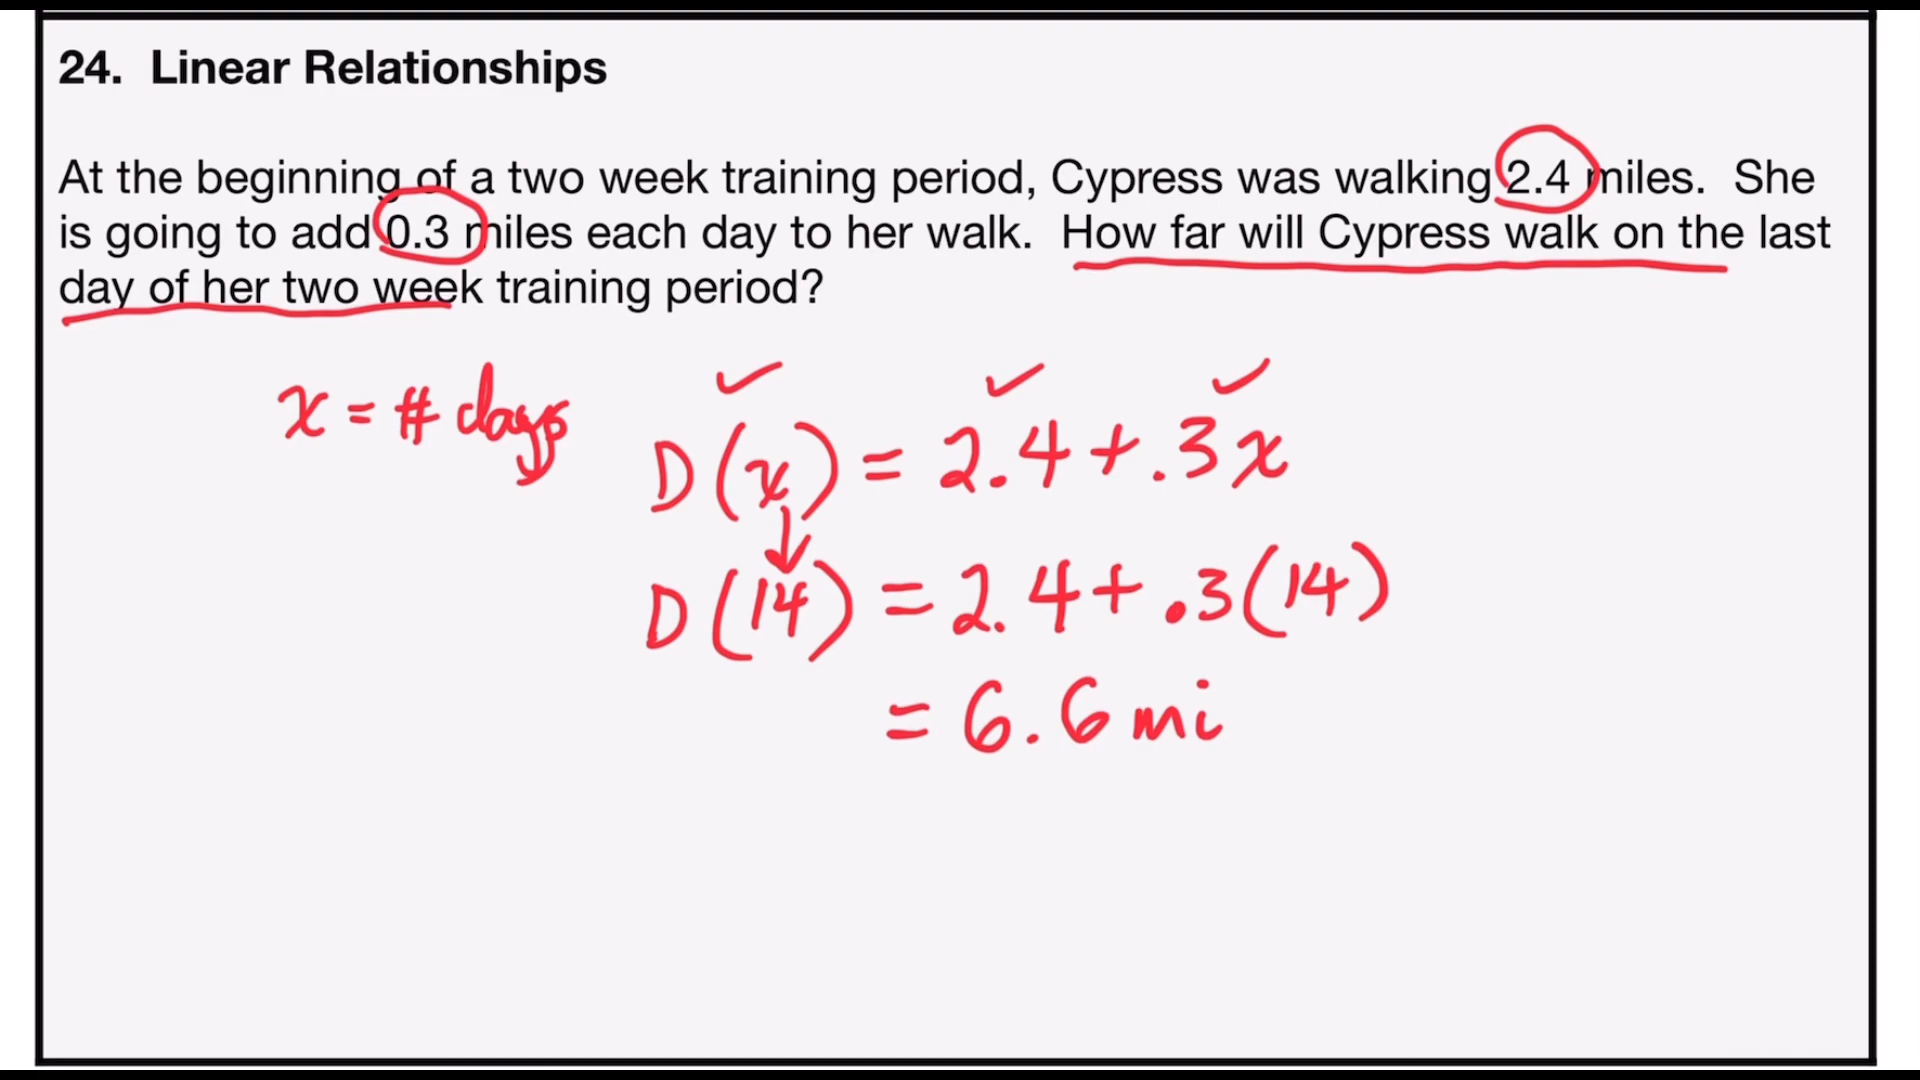 24. Linear Relationships
At the beginning of a two week training period, Cypress was walking 2.4 miles. She
is going to add 0.3 miles each day to her walk. How far will Cypress walk on the last
day of her two week training period?
x = # days
D(x) = 2.4 + .3x
D(14) = 2.4 + .3(14)
= 6.6 mi